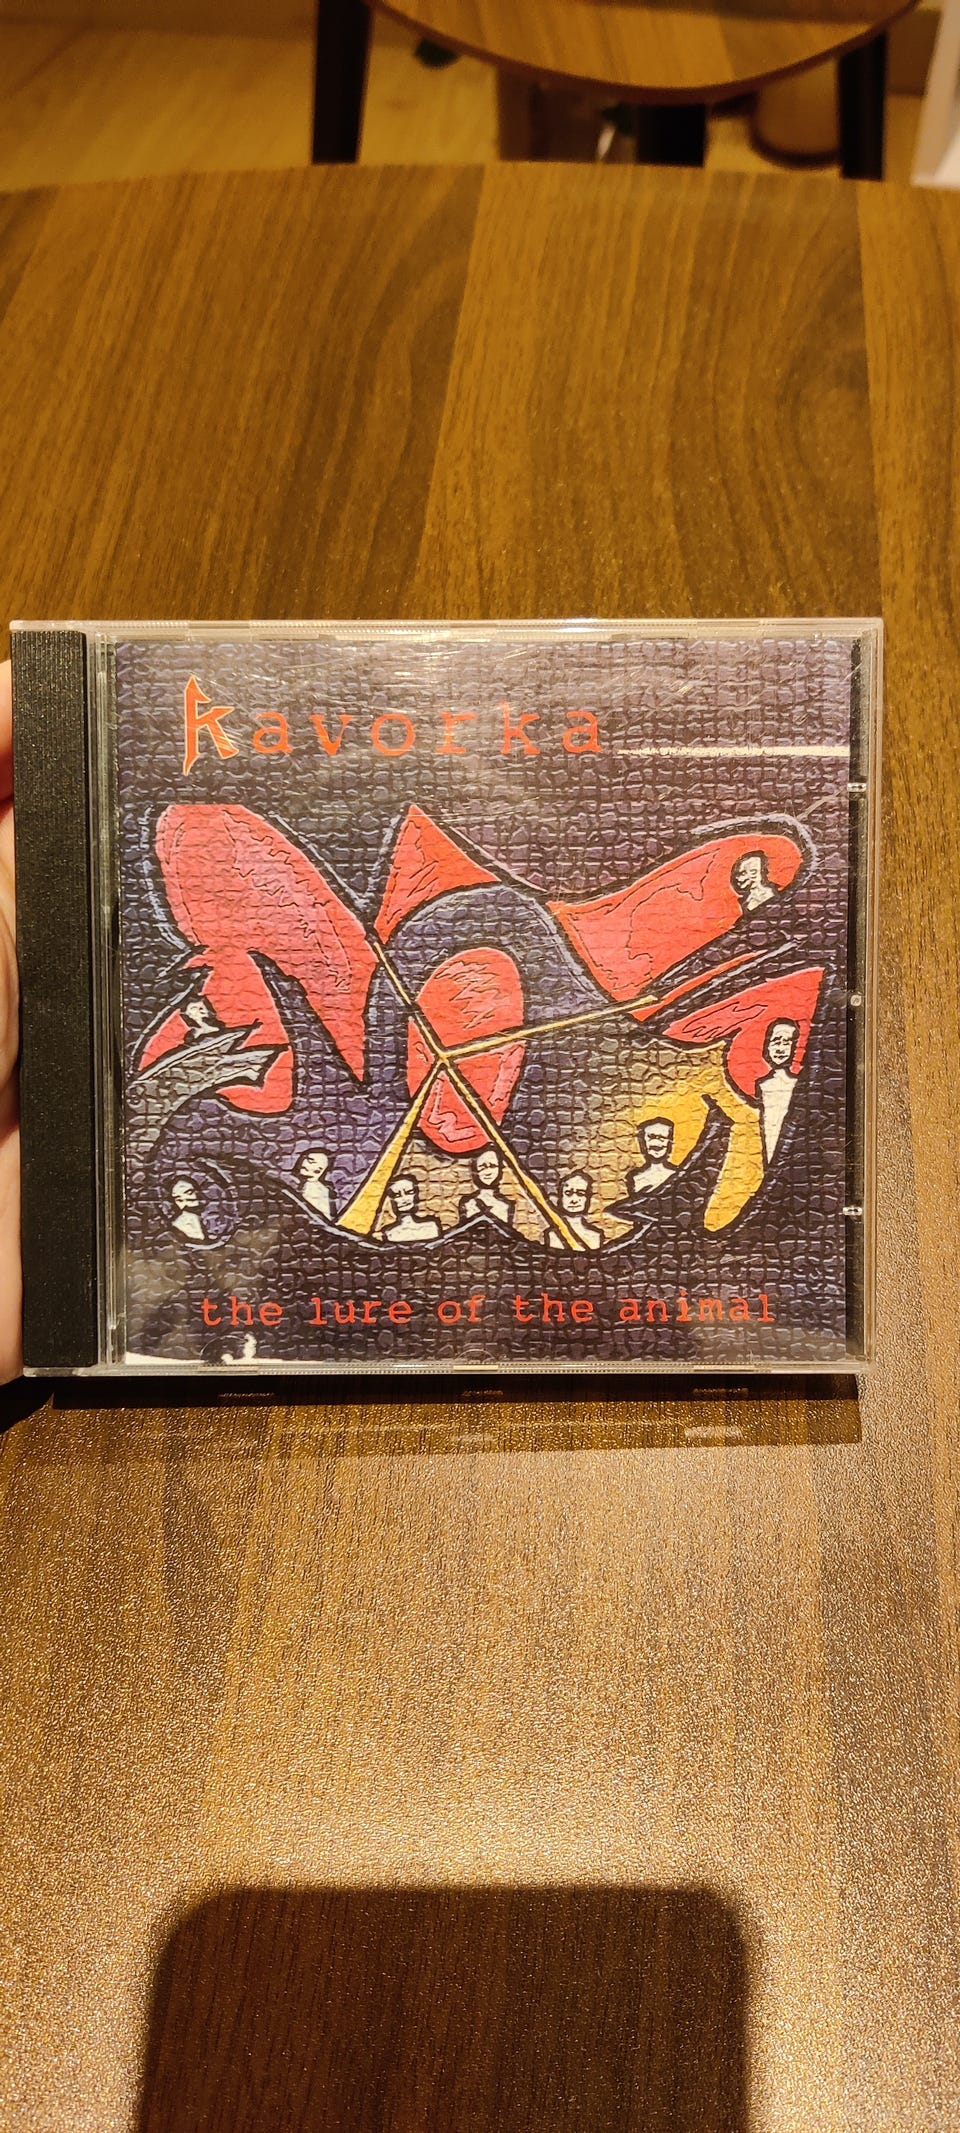 kavorka
the lure of the animal